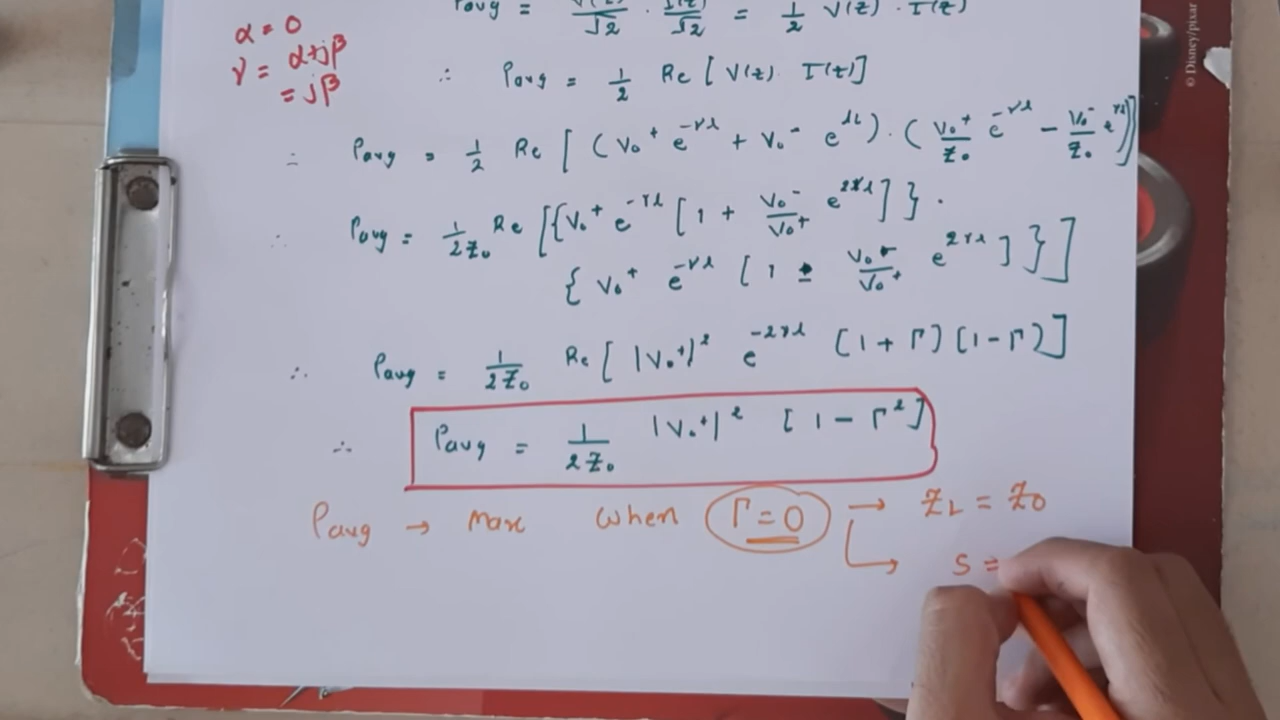 Pavg = V(z)/√2 · I(z)/√2 = 1/2 V(z) · I(z)
α = 0
γ = α+jβ
= jβ
∴ Pavg = 1/2 Re [ V(z) · I(z) ]
∴ Pavg = 1/2 Re [ ( V₀⁺ e^-γl + V₀⁻ e^γl ) · ( V₀⁺/Z₀ e^-γl − V₀⁻/Z₀ e^γl ) ]
∴ Pavg = 1/2Z₀ Re [ { V₀⁺ e^-γl [ 1 + V₀⁻/V₀⁺ e^2γl ] } ·
{ V₀⁺ e^-γl [ 1 - V₀⁻/V₀⁺ e^2γl ] } ]
∴ Pavg = 1/2Z₀ Re [ |V₀⁺|² e^-2γl (1 + Γ) (1 − Γ) ]
∴ Pavg = 1/2Z₀ |V₀⁺|² [ 1 − Γ² ]
Pavg → max when Γ = 0 → ZL = Z0
→ S =
© Disney/Pixar